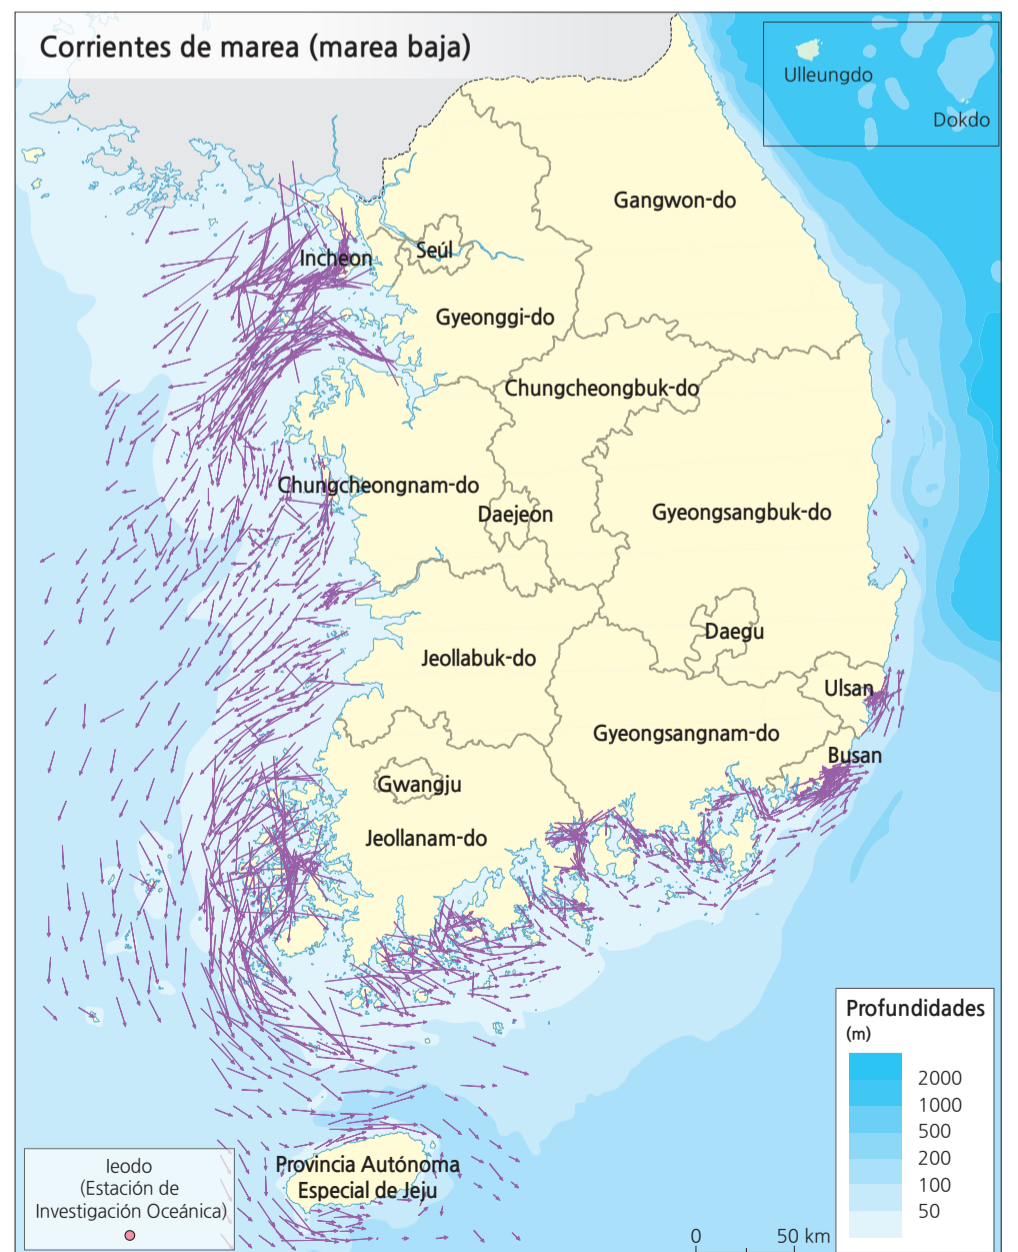 Corrientes de marea (marea baja)
Ulleungdo
Dokdo
Gangwon-do
Seúl
Incheon
Gyeonggi-do
Chungcheongbuk-do
Chungcheongnam-do
Daejeon
Gyeongsangbuk-do
Daegu
Jeollabuk-do
Ulsan
Gyeongsangnam-do
Busan
Gwangju
Jeollanam-do
Profundidades
(m)
2000
1000
500
200
100
50
Provincia Autónoma
Especial de Jeju
Ieodo
(Estación de
Investigación Oceánica)
0 50 km